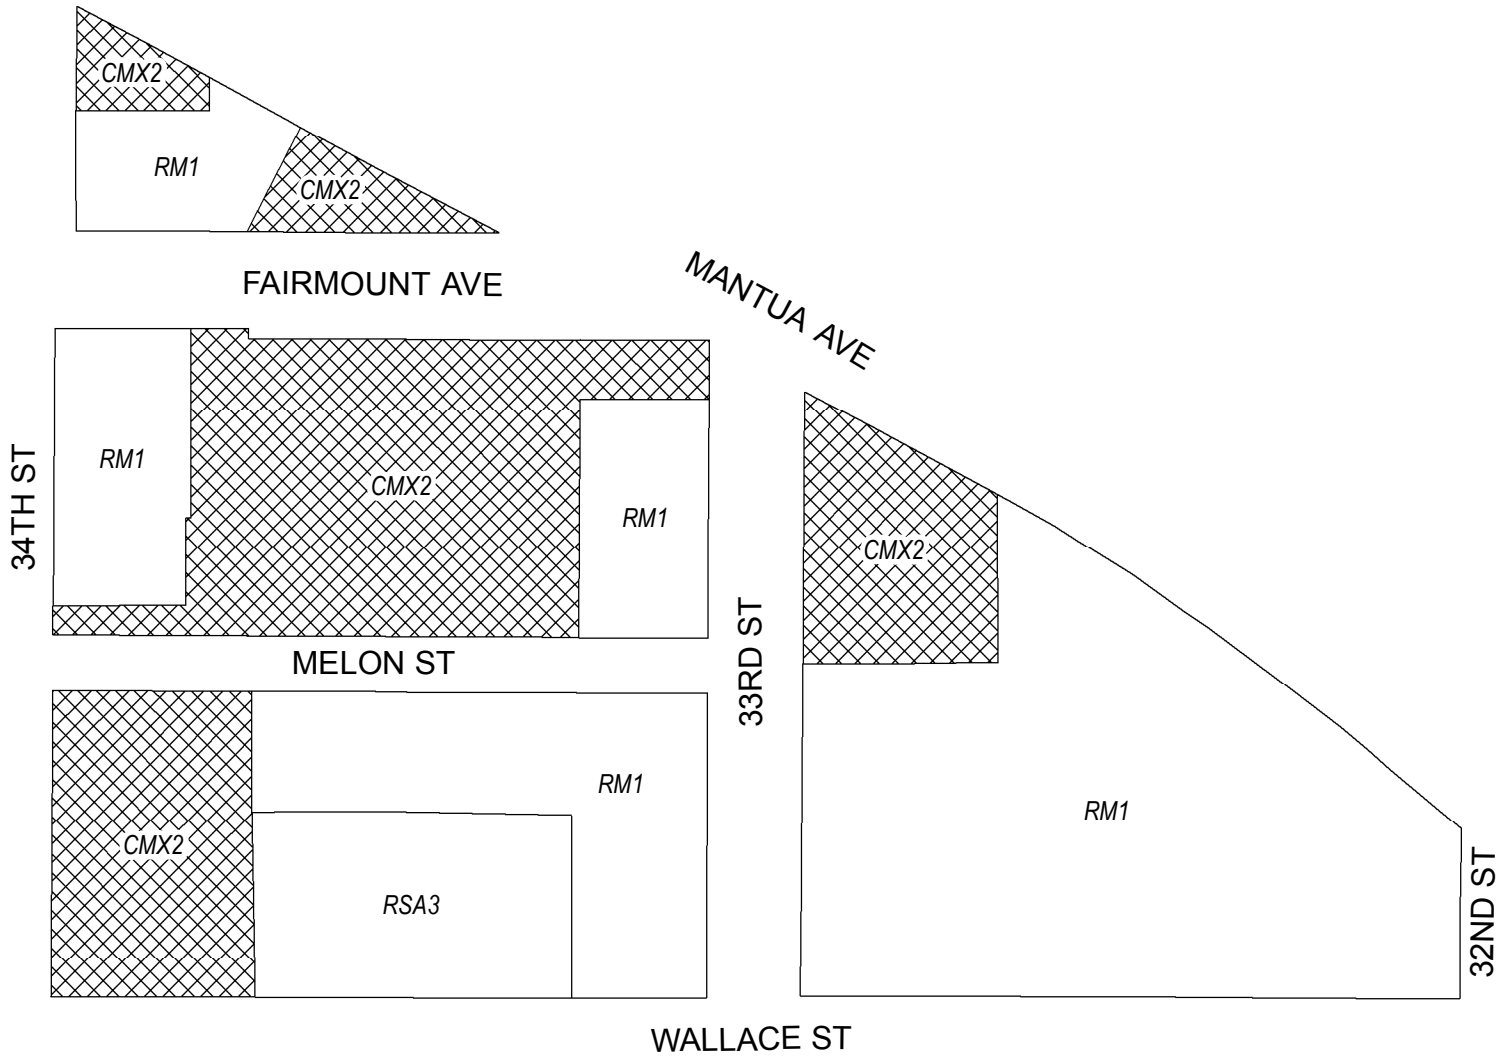 CMX2
RM1
CMX2
FAIRMOUNT AVE
MANTUA AVE
34TH ST
RM1
CMX2
RM1
CMX2
MELON ST
33RD ST
RM1
CMX2
RSA3
RM1
32ND ST
WALLACE ST